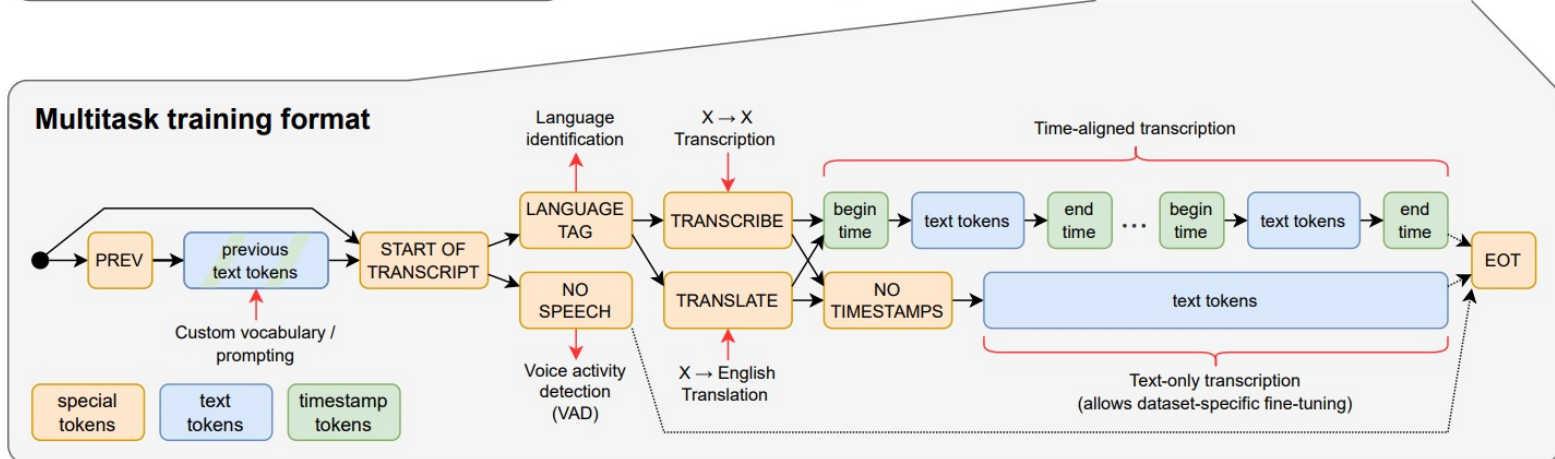 Multitask training format
Language
identification
X → X
Transcription
Time-aligned transcription
PREV
previous
text tokens
START OF
TRANSCRIPT
LANGUAGE
TAG
NO
SPEECH
TRANSCRIBE
TRANSLATE
begin
time
text tokens
end
time
...
begin
time
text tokens
end
time
NO
TIMESTAMPS
text tokens
EOT
Custom vocabulary /
prompting
Voice activity
detection
(VAD)
X → English
Translation
Text-only transcription
(allows dataset-specific fine-tuning)
special
tokens
text
tokens
timestamp
tokens